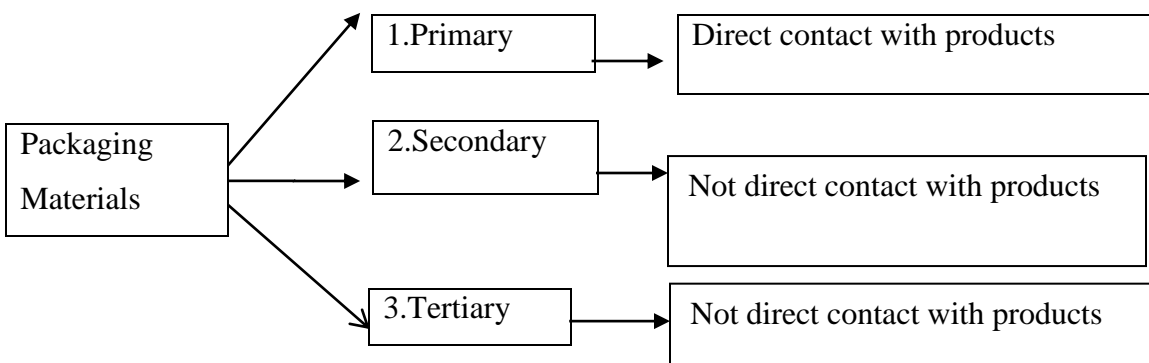 1.Primary
Direct contact with products
Packaging
Materials
2.Secondary
Not direct contact with products
3.Tertiary
Not direct contact with products